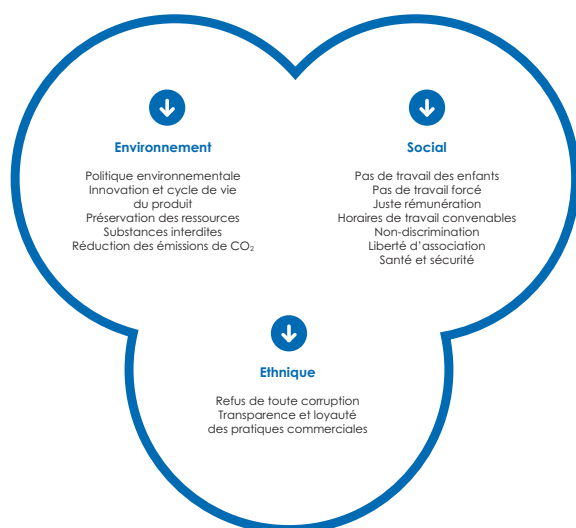 Environnement
Politique environnementale
Innovation et cycle de vie
du produit
Préservation des ressources
Substances interdites
Réduction des émissions de CO₂
Social
Pas de travail des enfants
Pas de travail forcé
Juste rémunération
Horaires de travail convenables
Non-discrimination
Liberté d’association
Santé et sécurité
Ethnique
Refus de toute corruption
Transparence et loyauté
des pratiques commerciales